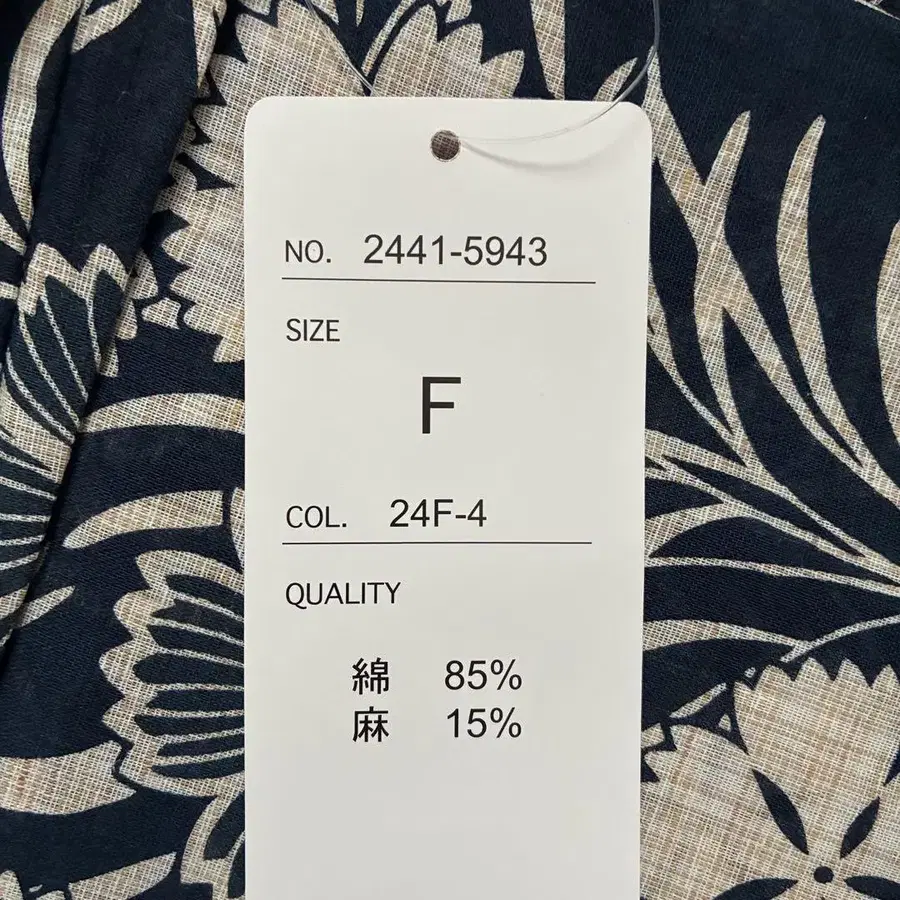 NO. 2441-5943
SIZE
F
COL. 24F-4
QUALITY
綿 85%
麻 15%